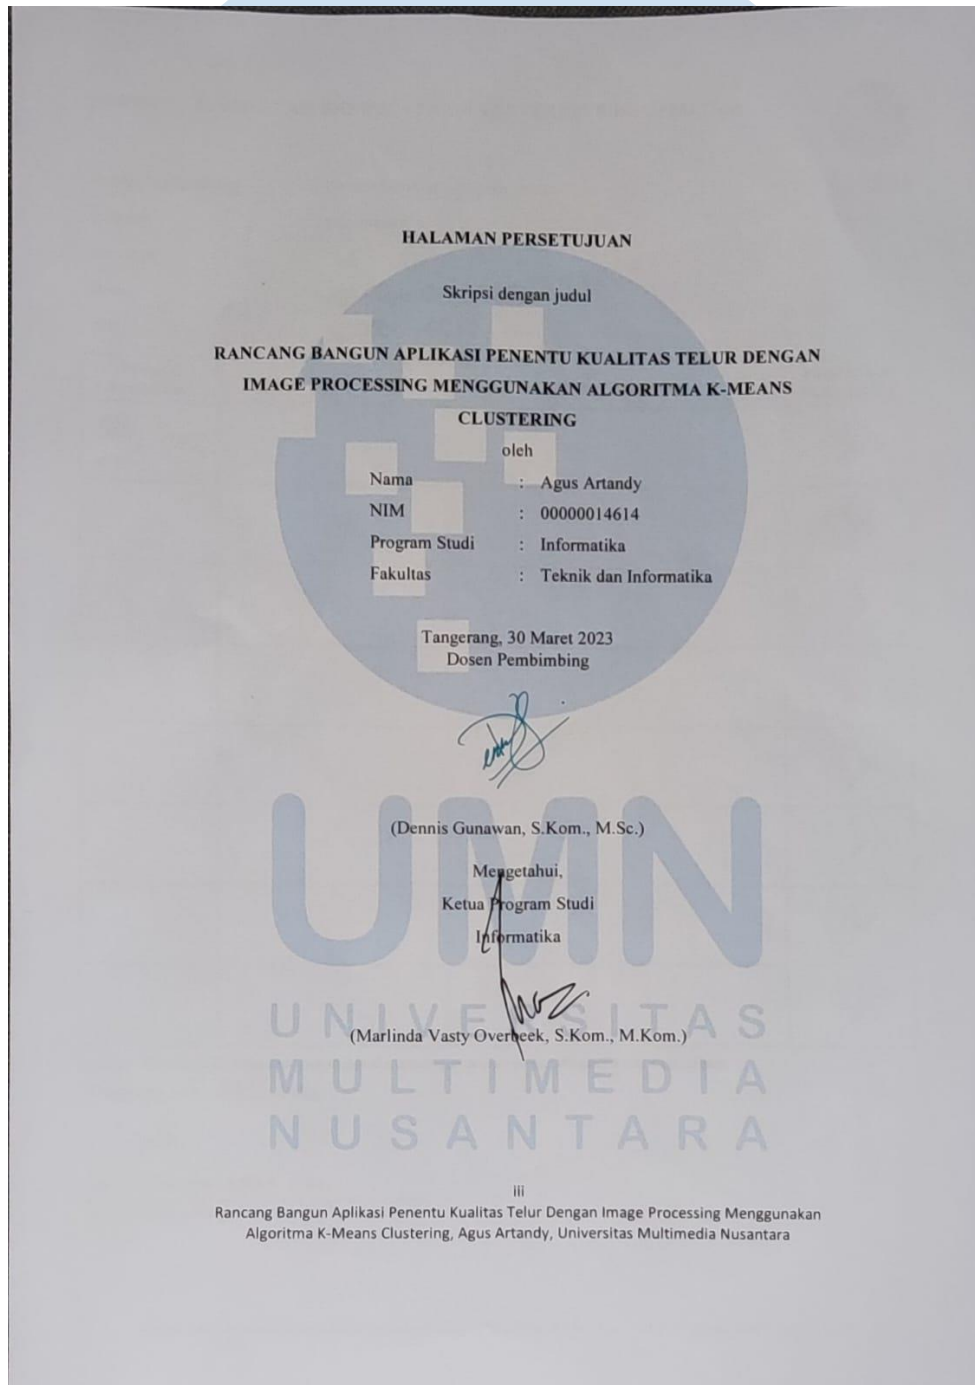 HALAMAN PERSETUJUAN
Skripsi dengan judul
RANCANG BANGUN APLIKASI PENENTU KUALITAS TELUR DENGAN
IMAGE PROCESSING MENGGUNAKAN ALGORITMA K-MEANS
CLUSTERING
oleh
Nama : Agus Artandy
NIM : 00000014614
Program Studi : Informatika
Fakultas : Teknik dan Informatika
Tangerang, 30 Maret 2023
Dosen Pembimbing
(Dennis Gunawan, S.Kom., M.Sc.)
Mengetahui,
Ketua Program Studi
Informatika
(Marlinda Vasty Overbeek, S.Kom., M.Kom.)
UMN
UNIVERSITAS
MULTIMEDIA
NUSANTARA
iii
Rancang Bangun Aplikasi Penentu Kualitas Telur Dengan Image Processing Menggunakan
Algoritma K-Means Clustering, Agus Artandy, Universitas Multimedia Nusantara